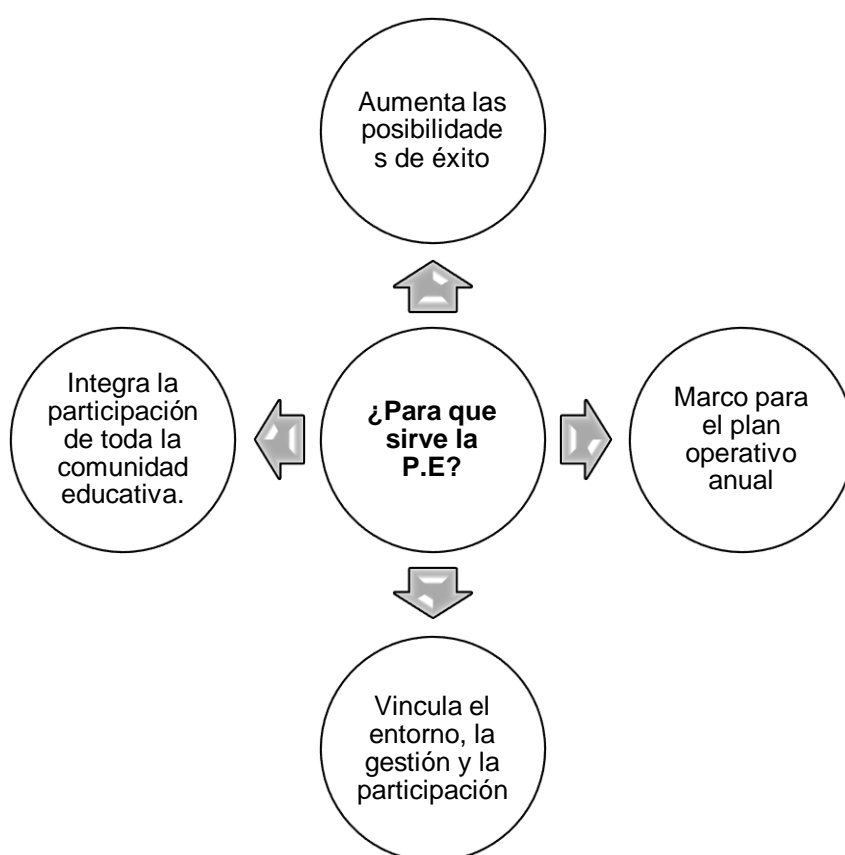 Aumenta las
posibilidade
s de éxito
Integra la
participación
de toda la
comunidad
educativa.
¿Para que
sirve la
P.E?
Marco para
el plan
operativo
anual
Vincula el
entorno, la
gestión y la
participación